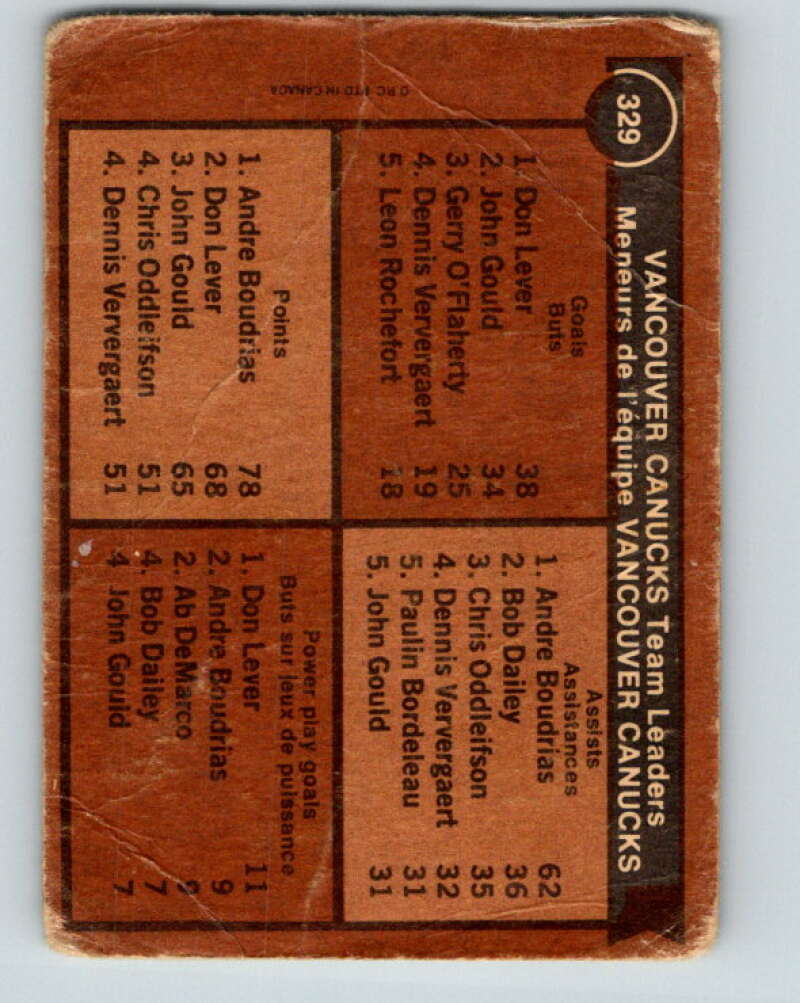 329
VANCOUVER CANUCKS Team Leaders
Meneurs de l'équipe VANCOUVER CANUCKS
Goals
Buts
1. Don Lever 38
2. John Gould 34
3. Gerry O'Flaherty 25
4. Dennis Ververgaert 19
5. Leon Rochefort 18
Assists
Assistances
1. Andre Boudrias 62
2. Bob Dailey 36
3. Chris Oddleifson 35
4. Dennis Ververgaert 32
5. Paulin Bordeleau 31
5. John Gould 31
Points
1. Andre Boudrias 78
2. Don Lever 68
3. John Gould 65
4. Chris Oddleifson 51
4. Dennis Ververgaert 51
Power play goals
Buts sur jeux de puissance
1. Don Lever 11
2. Andre Boudrias 9
2. Ab DeMarco 9
4. Bob Dailey 7
4 John Gould 7
LTD IN CANADA